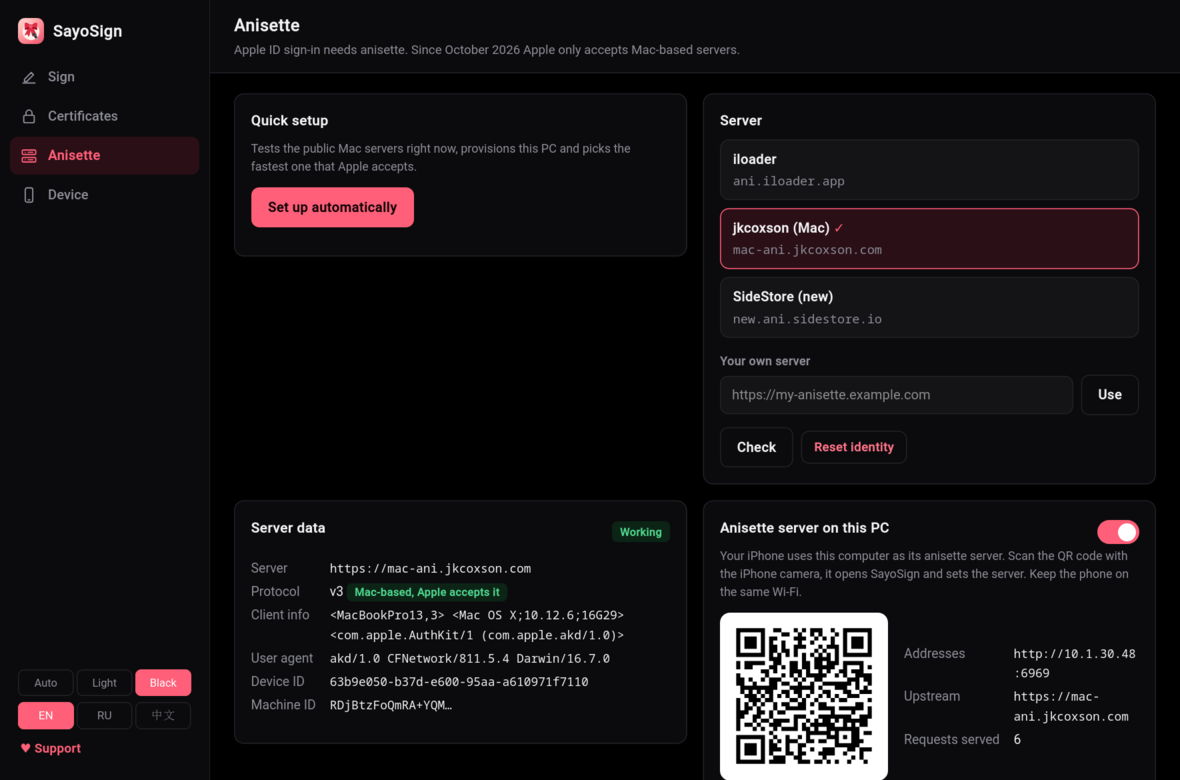 SayoSign
Sign
Certificates
Anisette
Device
Auto
Light
Black
EN
RU
中文
♥ Support
Anisette
Apple ID sign-in needs anisette. Since October 2026 Apple only accepts Mac-based servers.
Quick setup
Tests the public Mac servers right now, provisions this PC and picks the
fastest one that Apple accepts.
Set up automatically
Server
iloader
ani.iloader.app
jkcoxson (Mac) ✓
mac-ani.jkcoxson.com
SideStore (new)
new.ani.sidestore.io
Your own server
https://my-anisette.example.com
Use
Check
Reset identity
Server data
Working
Server https://mac-ani.jkcoxson.com
Protocol v3 Mac-based, Apple accepts it
Client info <MacBookPro13,3> <Mac OS X;10.12.6;16G29>
<com.apple.AuthKit/1 (com.apple.akd/1.0)>
User agent akd/1.0 CFNetwork/811.5.4 Darwin/16.7.0
Device ID 63b9e050-b37d-e600-95aa-a610971f7110
Machine ID RDjBtzFoQmRA+YQM…
Anisette server on this PC
Your iPhone uses this computer as its anisette server. Scan the QR code with
the iPhone camera, it opens SayoSign and sets the server. Keep the phone on
the same Wi-Fi.
Addresses http://10.1.30.48
:6969
Upstream https://mac-
ani.jkcoxson.com
Requests served 6